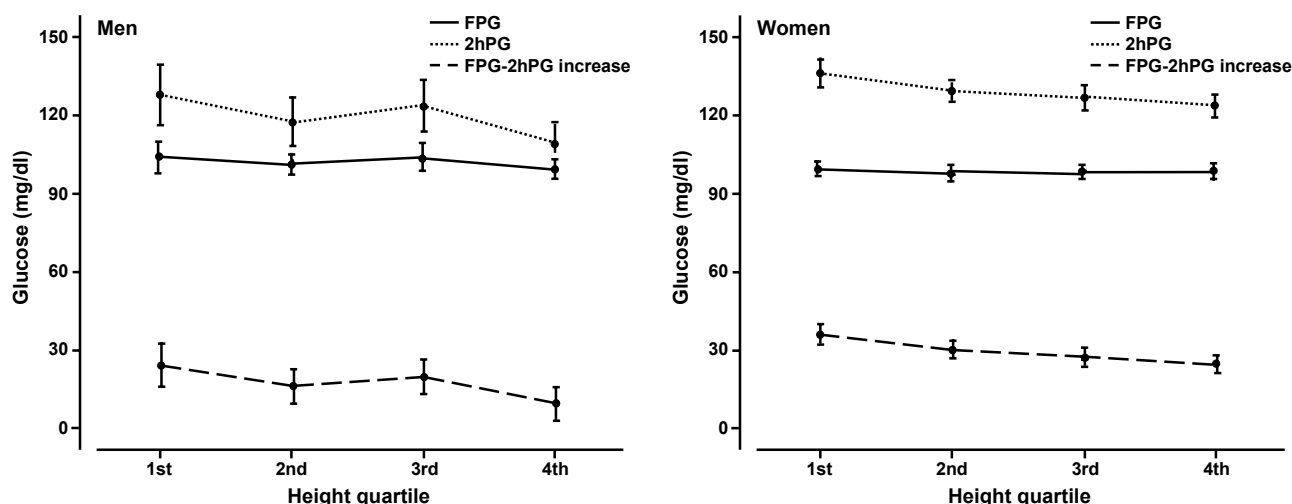 Men
FPG
2hPG
FPG-2hPG increase
150
120
90
60
30
0
Glucose (mg/dl)
1st 2nd 3rd 4th
Height quartile
Women
FPG
2hPG
FPG-2hPG increase
150
120
90
60
30
0
Glucose (mg/dl)
1st 2nd 3rd 4th
Height quartile